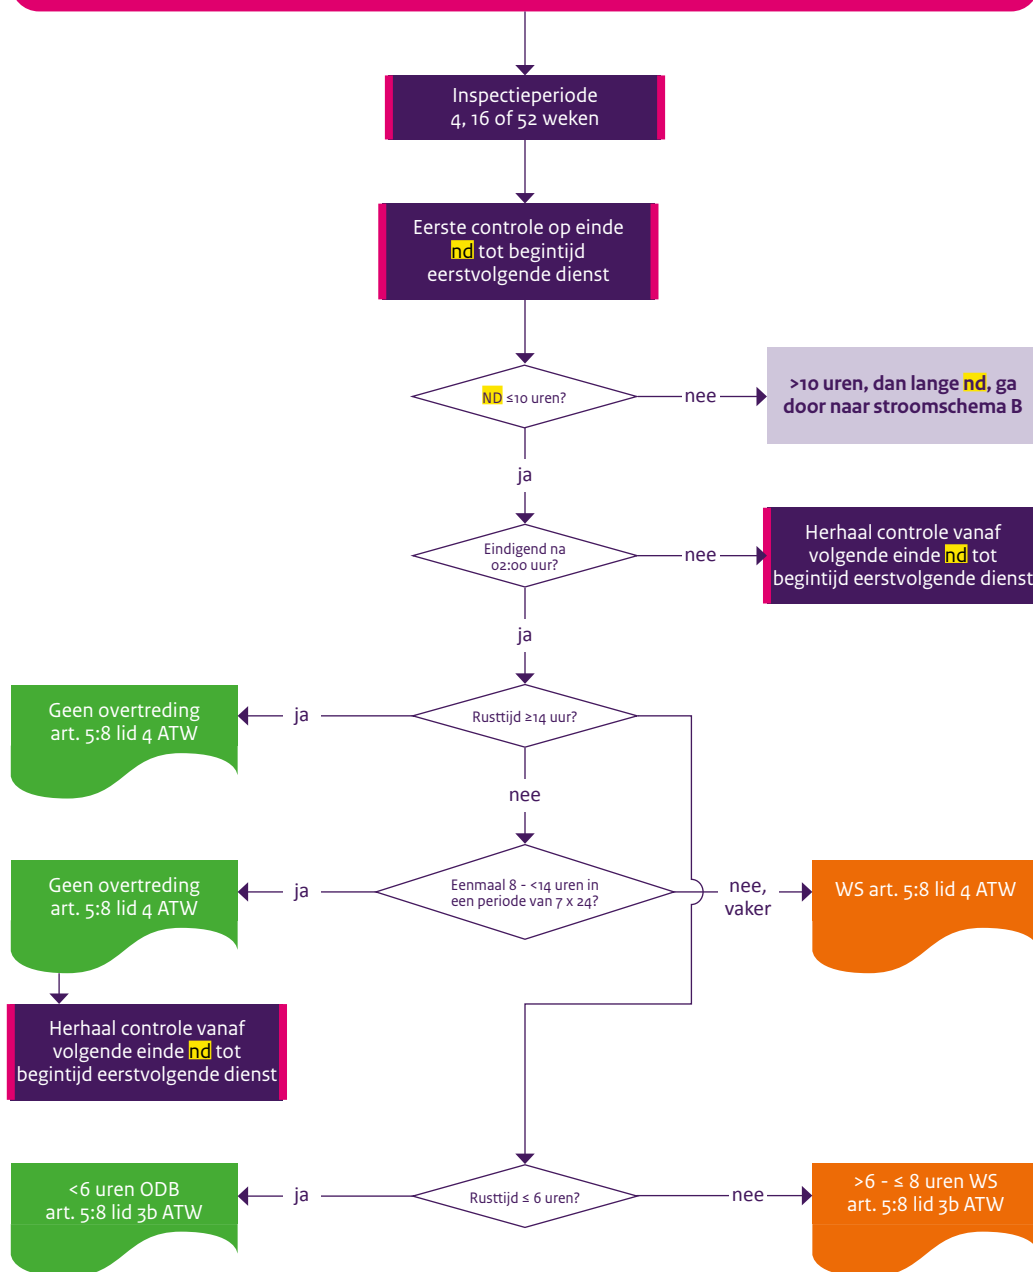 Inspectieperiode
4, 16 of 52 weken
Eerste controle op einde
nd tot begintijd
eerstvolgende dienst
ND ≤10 uren?
nee
>10 uren, dan lange nd, ga
door naar stroomschema B
ja
Eindigend na
02:00 uur?
nee
Herhaal controle vanaf
volgende einde nd tot
begintijd eerstvolgende dienst
ja
Geen overtreding
art. 5:8 lid 4 ATW
ja
Rusttijd ≥14 uur?
nee
Geen overtreding
art. 5:8 lid 4 ATW
ja
Eenmaal 8 - <14 uren in
een periode van 7 x 24?
nee,
vaker
WS art. 5:8 lid 4 ATW
Herhaal controle vanaf
volgende einde nd tot
begintijd eerstvolgende dienst
<6 uren ODB
art. 5:8 lid 3b ATW
ja
Rusttijd ≤ 6 uren?
nee
>6 - ≤ 8 uren WS
art. 5:8 lid 3b ATW